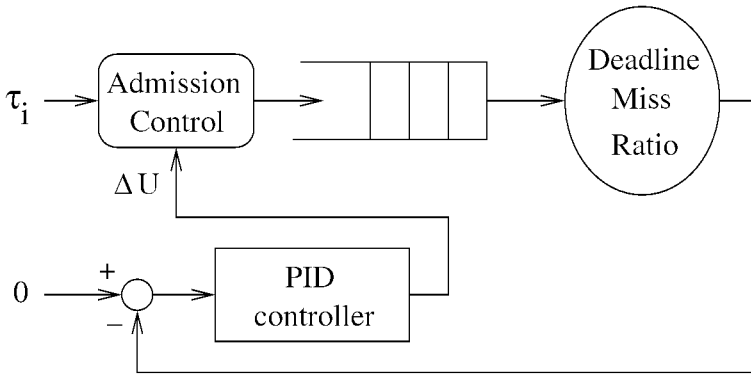 τi
Admission
Control
Deadline
Miss
Ratio
ΔU
0
+
−
PID
controller